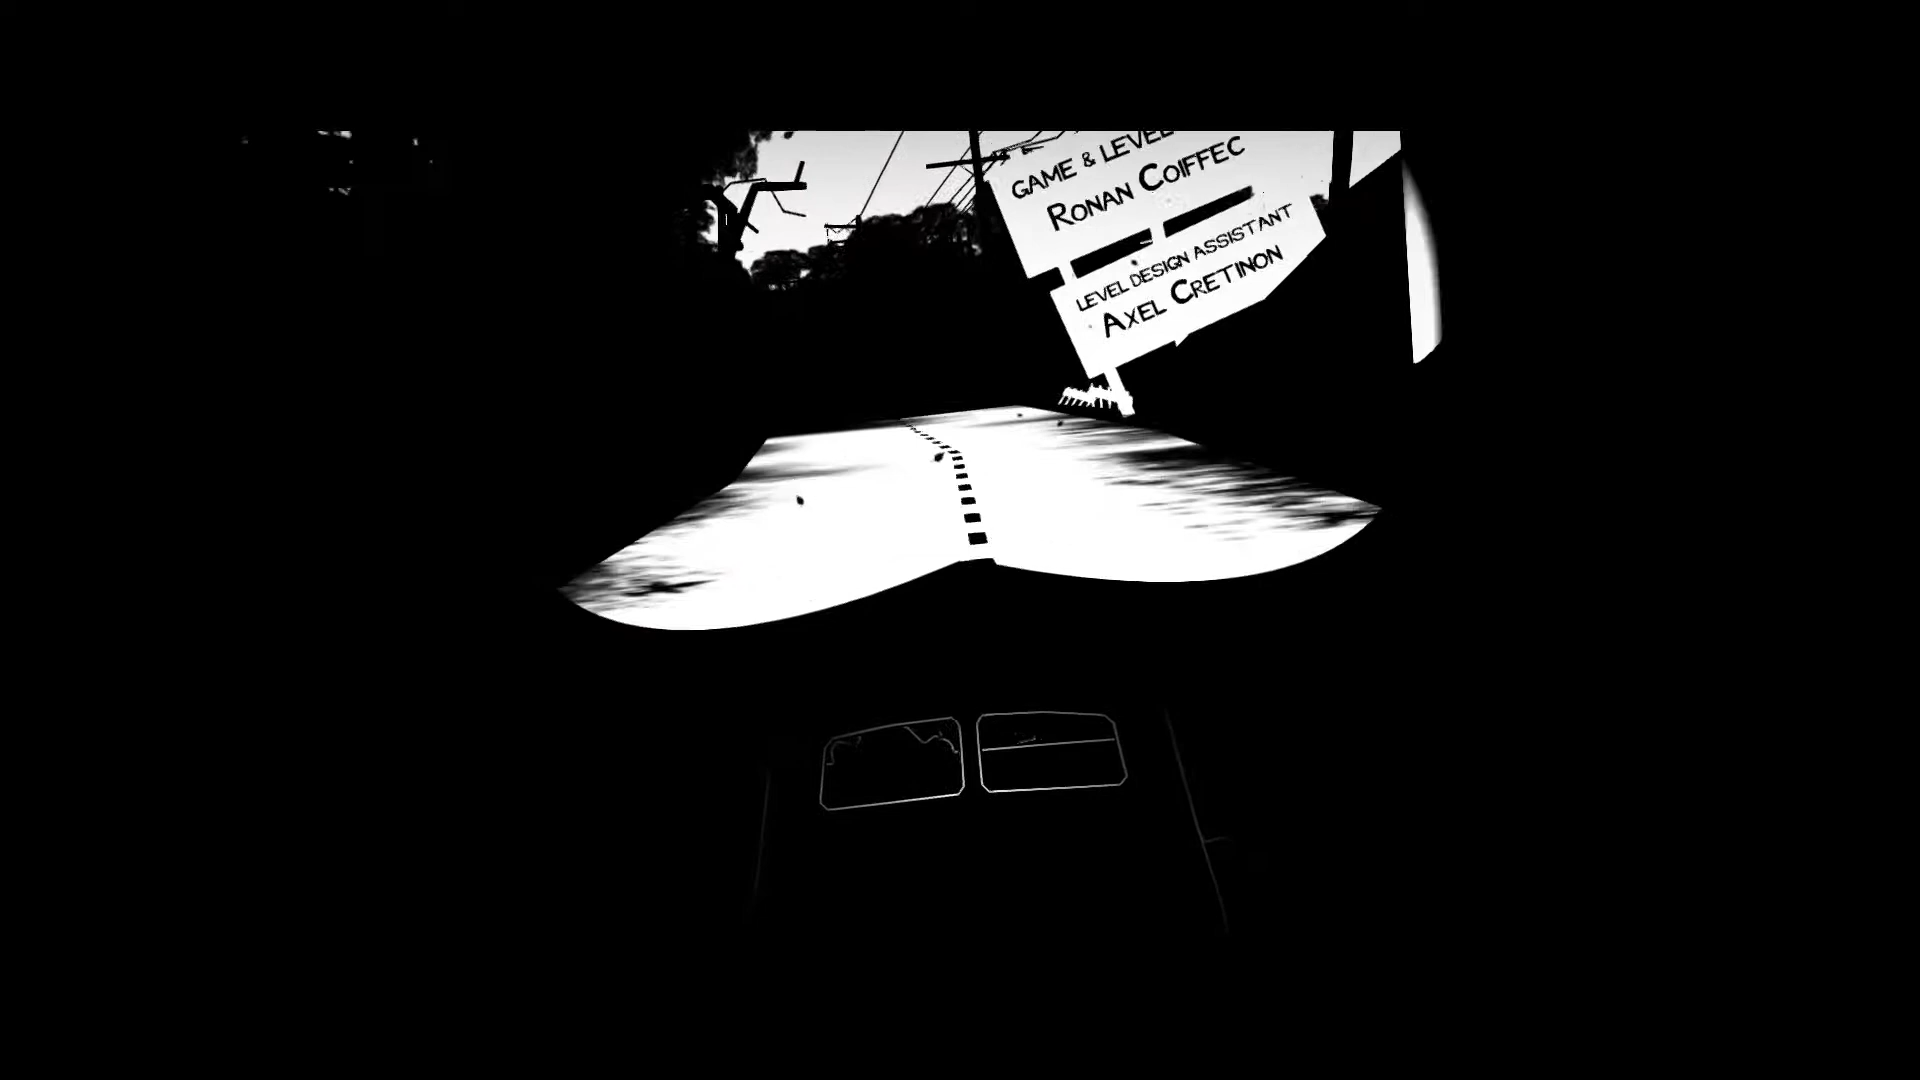 GAME & LEVEL
RONAN COIFFEC
LEVEL DESIGN ASSISTANT
AXEL CRETINON